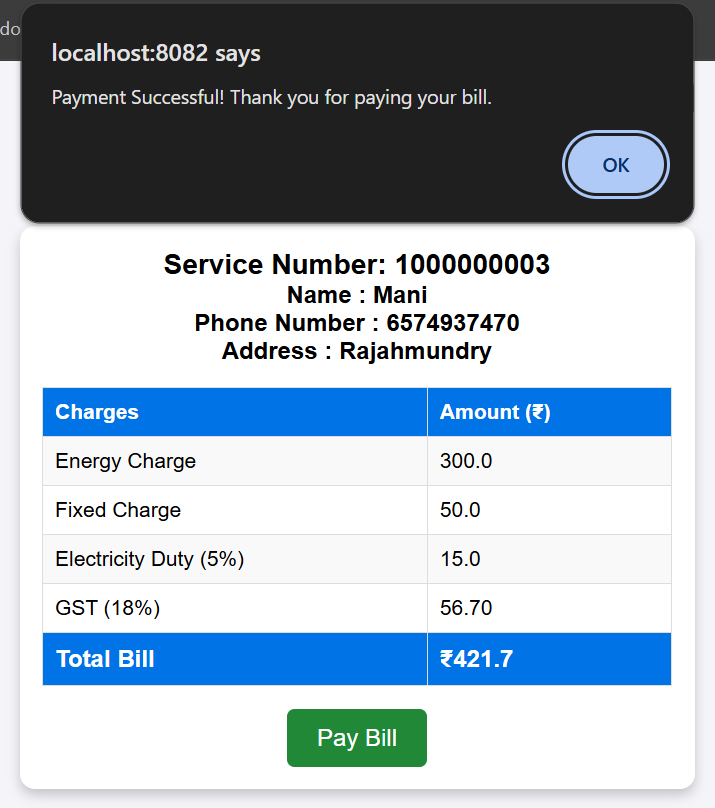 do
localhost:8082 says
Payment Successful! Thank you for paying your bill.
OK
Service Number: 1000000003
Name : Mani
Phone Number : 6574937470
Address : Rajahmundry
Charges Amount (₹)
Energy Charge 300.0
Fixed Charge 50.0
Electricity Duty (5%) 15.0
GST (18%) 56.70
Total Bill ₹421.7
Pay Bill